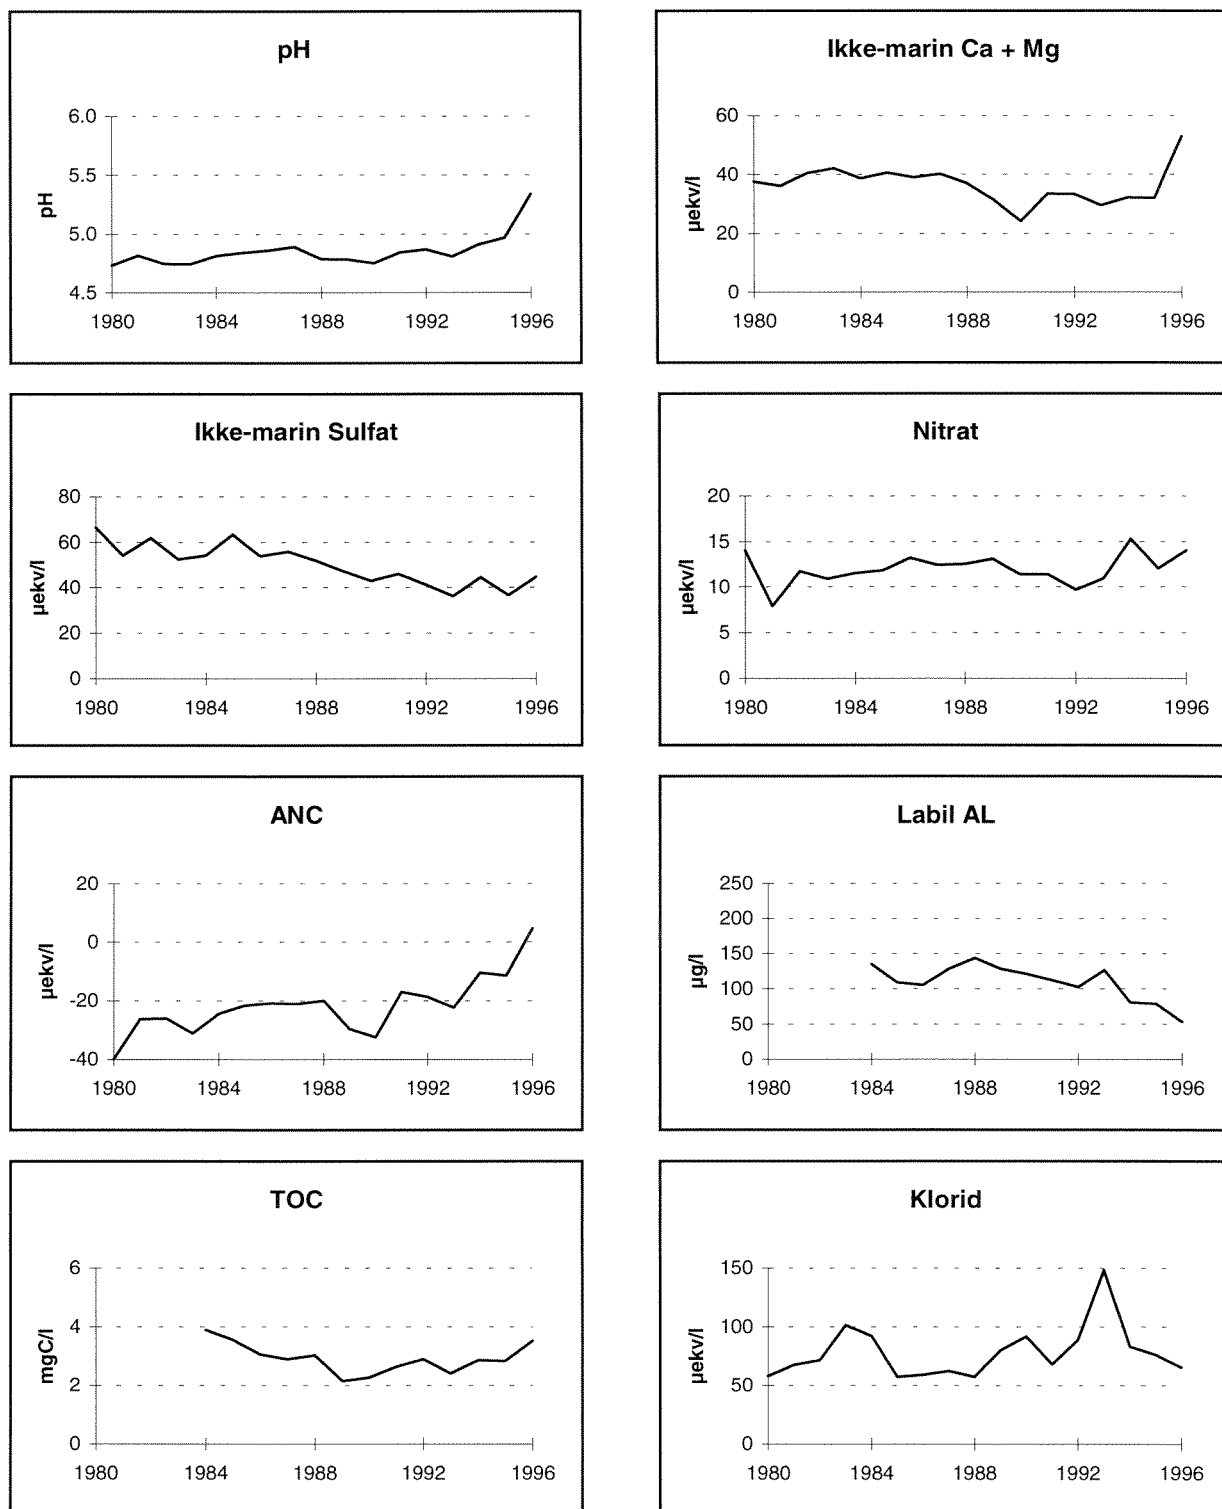 pH
6.0
5.5
pH
5.0
4.5
1980 1984 1988 1992 1996
Ikke-marin Ca + Mg
60
40
µekv/l
20
0
1980 1984 1988 1992 1996
Ikke-marin Sulfat
80
60
µekv/l
40
20
0
1980 1984 1988 1992 1996
Nitrat
20
15
µekv/l
10
5
0
1980 1984 1988 1992 1996
ANC
20
0
µekv/l
-20
-40
1980 1984 1988 1992 1996
Labil AL
250
200
150
µg/l
100
50
0
1980 1984 1988 1992 1996
TOC
6
4
mgC/l
2
0
1980 1984 1988 1992 1996
Klorid
150
100
µekv/l
50
0
1980 1984 1988 1992 1996